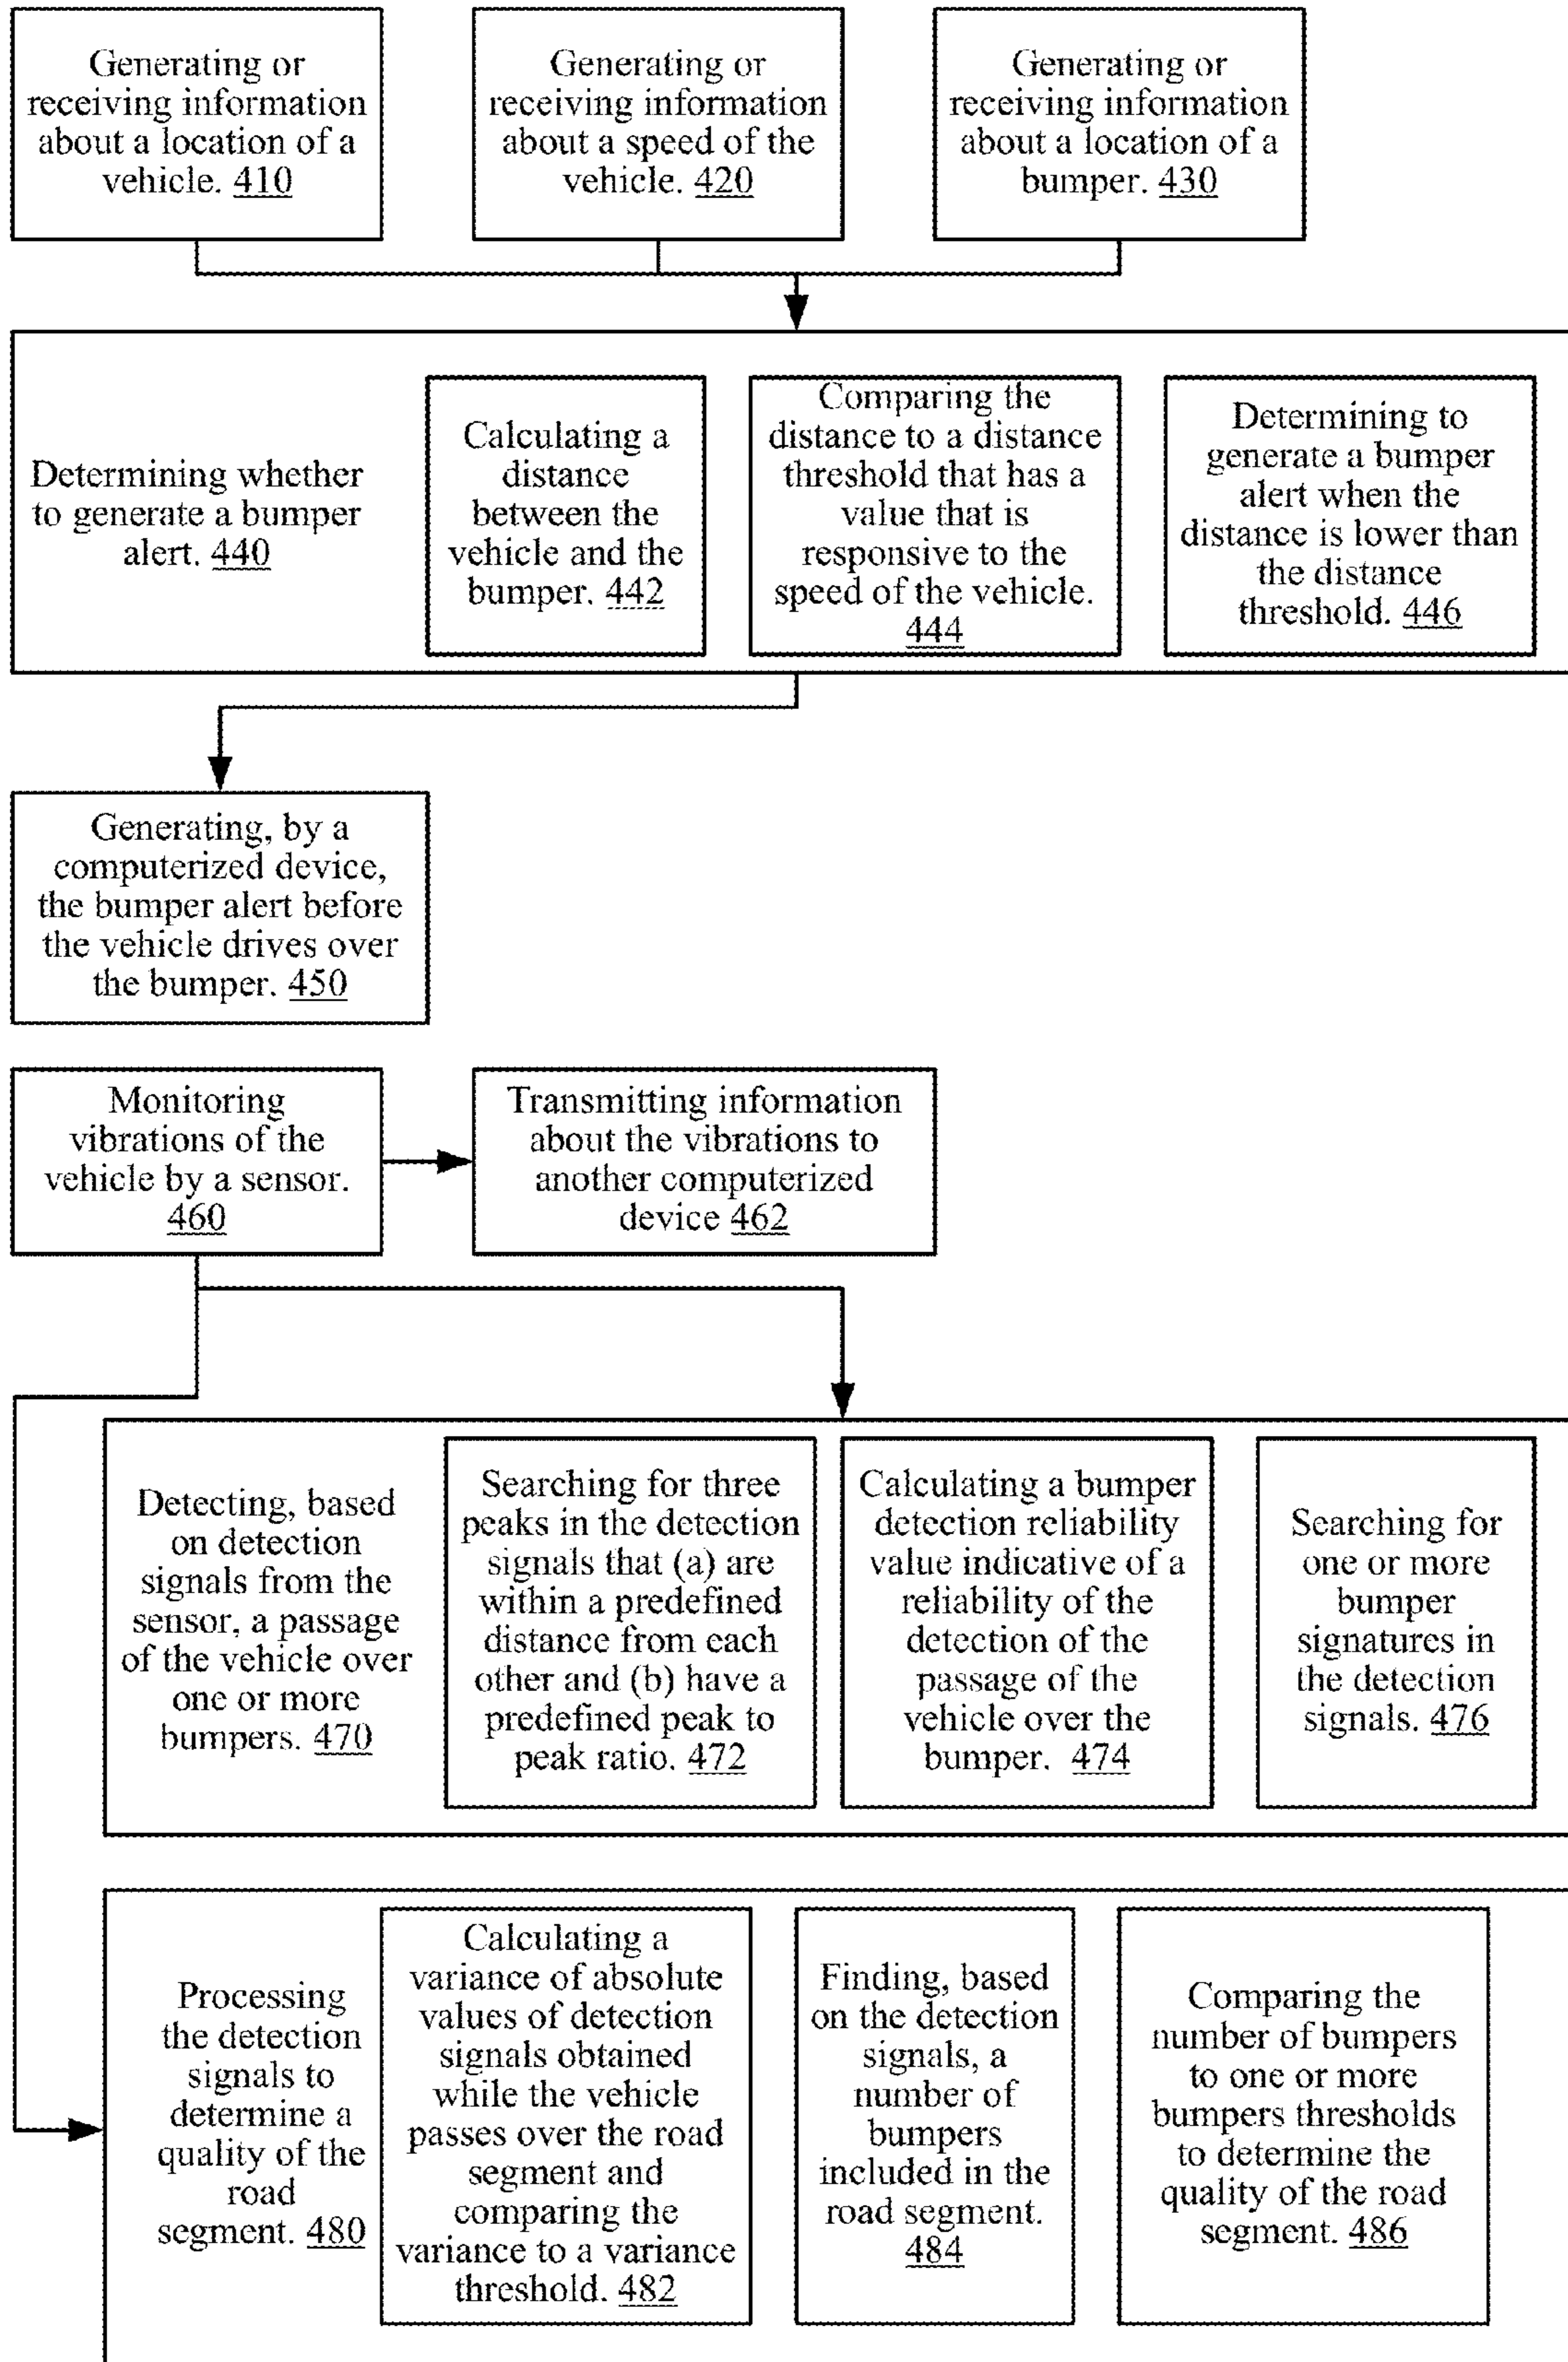 Generating or
receiving information
about a location of a
vehicle. 410
Generating or
receiving information
about a speed of the
vehicle. 420
Generating or
receiving information
about a location of a
bumper. 430
Determining whether
to generate a bumper
alert. 440
Calculating a
distance
between the
vehicle and the
bumper. 442
Comparing the
distance to a distance
threshold that has a
value that is
responsive to the
speed of the vehicle.
444
Determining to
generate a bumper
alert when the
distance is lower than
the distance
threshold. 446
Generating, by a
computerized device,
the bumper alert before
the vehicle drives over
the bumper. 450
Monitoring
vibrations of the
vehicle by a sensor.
460
Transmitting information
about the vibrations to
another computerized
device 462
Detecting, based
on detection
signals from the
sensor, a passage
of the vehicle over
one or more
bumpers. 470
Searching for three
peaks in the detection
signals that (a) are
within a predefined
distance from each
other and (b) have a
predefined peak to
peak ratio. 472
Calculating a bumper
detection reliability
value indicative of a
reliability of the
detection of the
passage of the
vehicle over the
bumper. 474
Searching for
one or more
bumper
signatures in
the detection
signals. 476
Processing
the detection
signals to
determine a
quality of the
road
segment. 480
Calculating a
variance of absolute
values of detection
signals obtained
while the vehicle
passes over the road
segment and
comparing the
variance to a variance
threshold. 482
Finding, based
on the detection
signals, a
number of
bumpers
included in the
road segment.
484
Comparing the
number of bumpers
to one or more
bumpers thresholds
to determine the
quality of the road
segment. 486